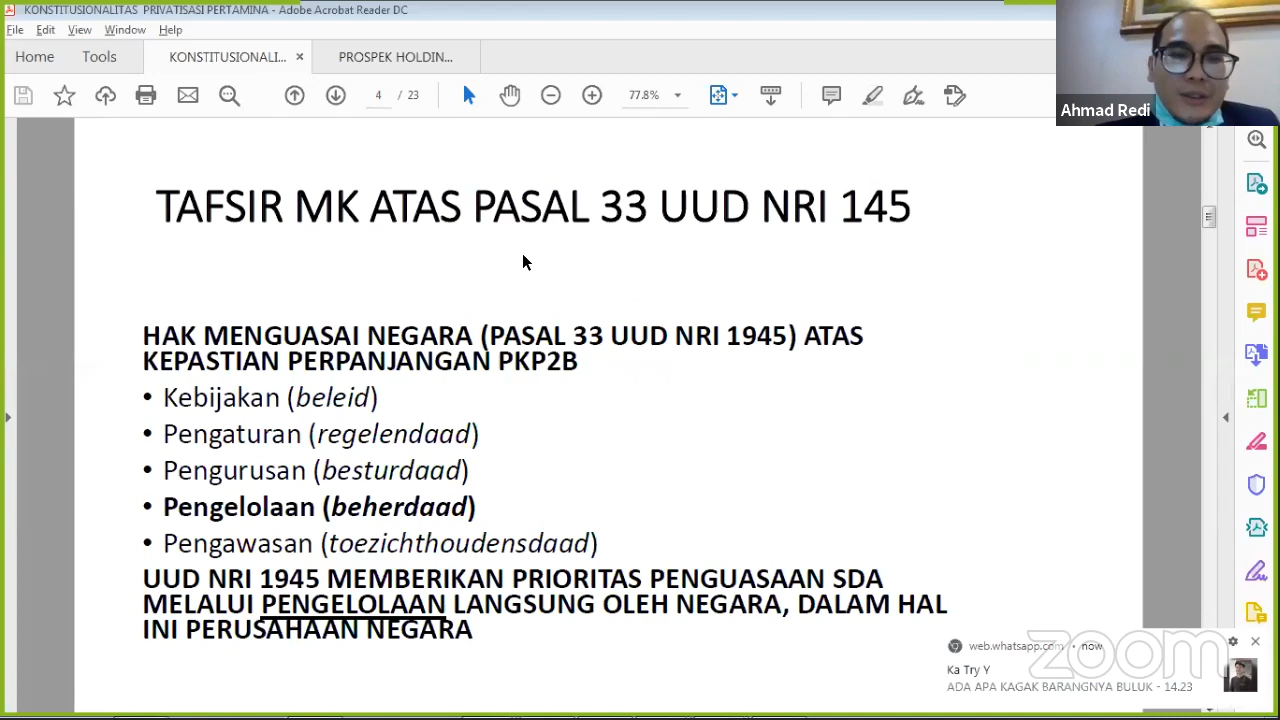 KONSTITUSIONALITAS PRIVATISASI PERTAMINA - Adobe Acrobat Reader DC
File Edit View Window Help
Home Tools KONSTITUSIONALI... × PROSPEK HOLDIN...
4 / 23 77.8%
Ahmad Redi
TAFSIR MK ATAS PASAL 33 UUD NRI 145
HAK MENGUASAI NEGARA (PASAL 33 UUD NRI 1945) ATAS
KEPASTIAN PERPANJANGAN PKP2B
• Kebijakan (beleid)
• Pengaturan (regelendaad)
• Pengurusan (besturdaad)
• Pengelolaan (beherdaad)
• Pengawasan (toezichthoudensdaad)
UUD NRI 1945 MEMBERIKAN PRIORITAS PENGUASAAN SDA
MELALUI PENGELOLAAN LANGSUNG OLEH NEGARA, DALAM HAL
INI PERUSAHAAN NEGARA
web.whatsapp.com • now
zoom
Ka Try Y
ADA APA KAGAK BARANGNYA BULUK - 14.23